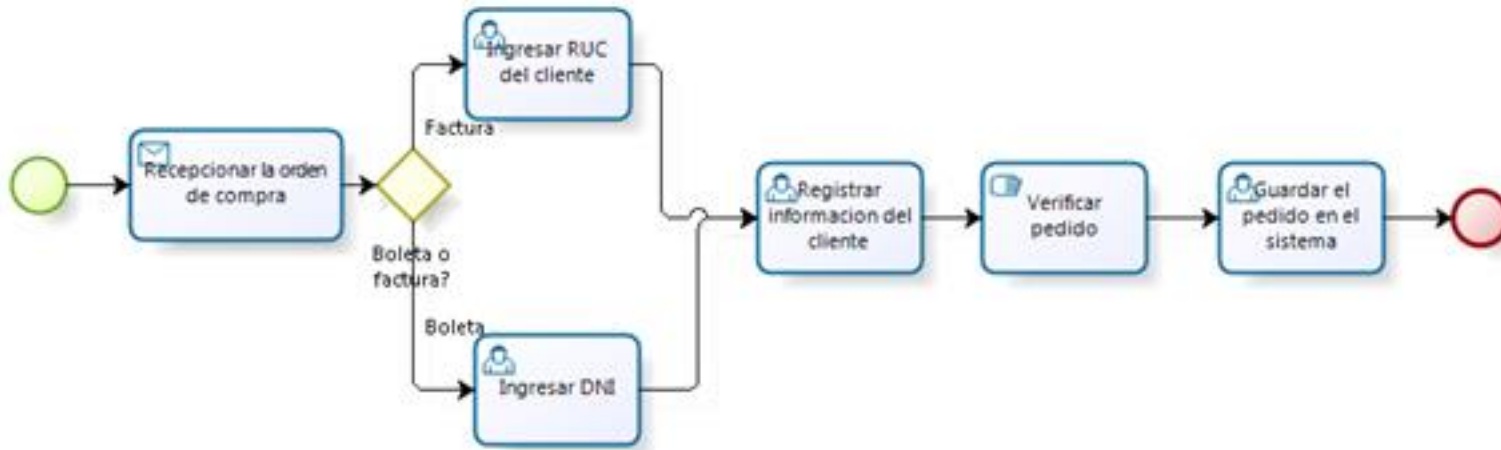 Ingresar RUC
del cliente
Factura
Recepcionar la orden
de compra
Boleta o
factura?
Boleta
Ingresar DNI
Registrar
informacion del
cliente
Verificar
pedido
Guardar el
pedido en el
sistema